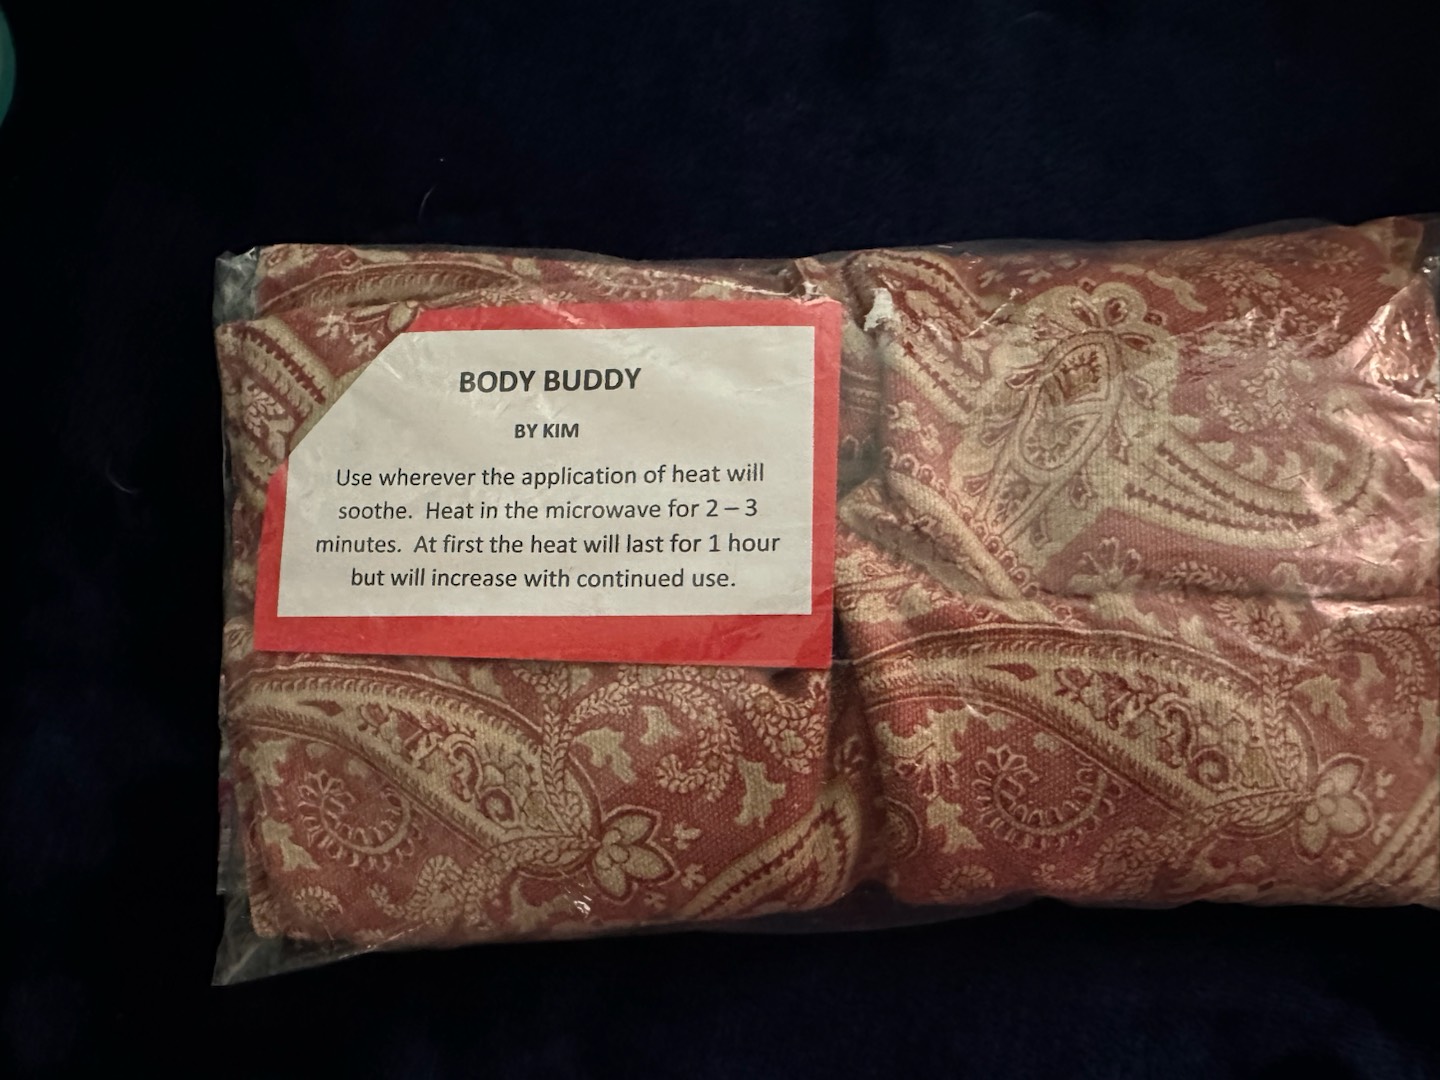 BODY BUDDY
BY KIM
Use wherever the application of heat will
soothe.  Heat in the microwave for 2 – 3
minutes.  At first the heat will last for 1 hour
but will increase with continued use.